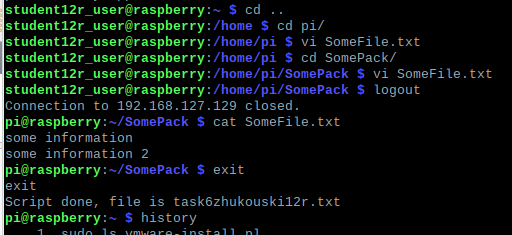 student12r_user@raspberry:~ $ cd ..
student12r_user@raspberry:/home $ cd pi/
student12r_user@raspberry:/home/pi $ vi SomeFile.txt
student12r_user@raspberry:/home/pi $ cd SomePack/
student12r_user@raspberry:/home/pi/SomePack $ vi SomeFile.txt
student12r_user@raspberry:/home/pi/SomePack $ logout
Connection to 192.168.127.129 closed.
pi@raspberry:~/SomePack $ cat SomeFile.txt
some information
some information 2
pi@raspberry:~/SomePack $ exit
exit
Script done, file is task6zhukouski12r.txt
pi@raspberry:~ $ history
1 sudo ls vmware-install.pl